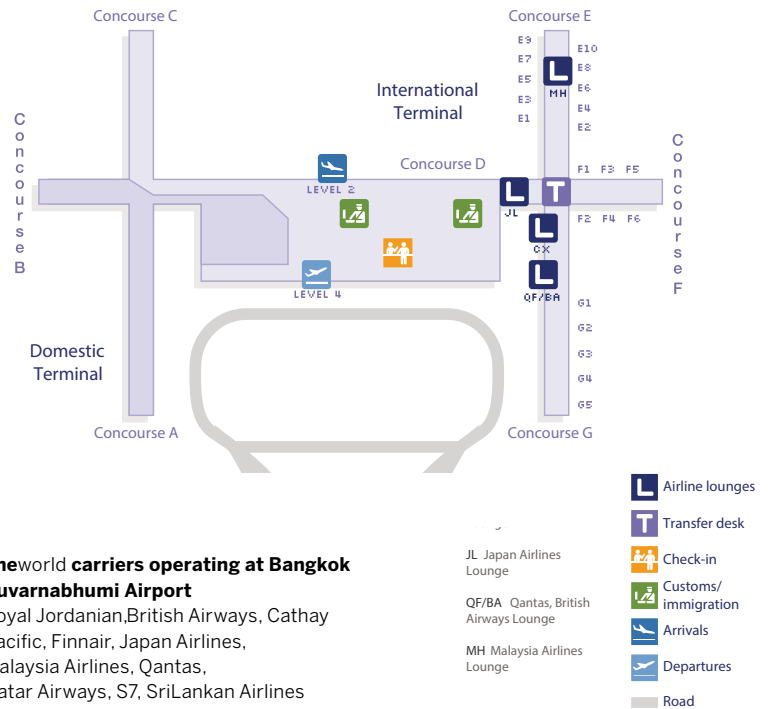 Concourse C
Concourse E
E9
E7
E5
E3
E1
E10
E8
E6
E4
E2
L
MH
International
Terminal
Concourse B
Concourse D
Concourse F
LEVEL 2
L
JL
T
F1 F3 F5
F2 F4 F6
L
CX
L
QF/BA
LEVEL 4
G1
G2
G3
G4
G5
Domestic
Terminal
Concourse A
Concourse G
L Airline lounges
T Transfer desk
Check-in
Customs/
immigration
Arrivals
Departures
Road
neworld carriers operating at Bangkok
uvarnabhumi Airport
oyal Jordanian,British Airways, Cathay
acific, Finnair, Japan Airlines,
alaysia Airlines, Qantas,
atar Airways, S7, SriLankan Airlines
JL Japan Airlines
Lounge
QF/BA Qantas, British
Airways Lounge
MH Malaysia Airlines
Lounge